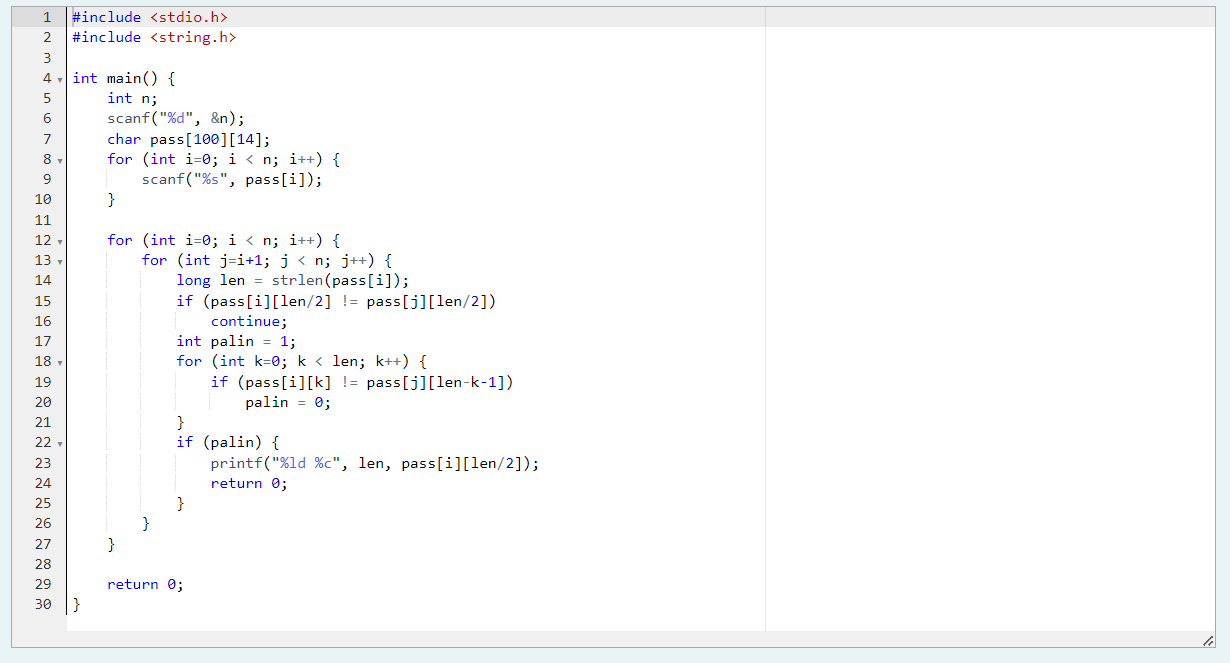 1 #include <stdio.h>
2 #include <string.h>
3
4 int main() {
5     int n;
6     scanf("%d", &n);
7     char pass[100][14];
8     for (int i=0; i < n; i++) {
9         scanf("%s", pass[i]);
10     }
11
12     for (int i=0; i < n; i++) {
13         for (int j=i+1; j < n; j++) {
14             long len = strlen(pass[i]);
15             if (pass[i][len/2] != pass[j][len/2])
16                 continue;
17             int palin = 1;
18             for (int k=0; k < len; k++) {
19                 if (pass[i][k] != pass[j][len-k-1])
20                     palin = 0;
21             }
22             if (palin) {
23                 printf("%ld %c", len, pass[i][len/2]);
24                 return 0;
25             }
26         }
27     }
28
29     return 0;
30 }